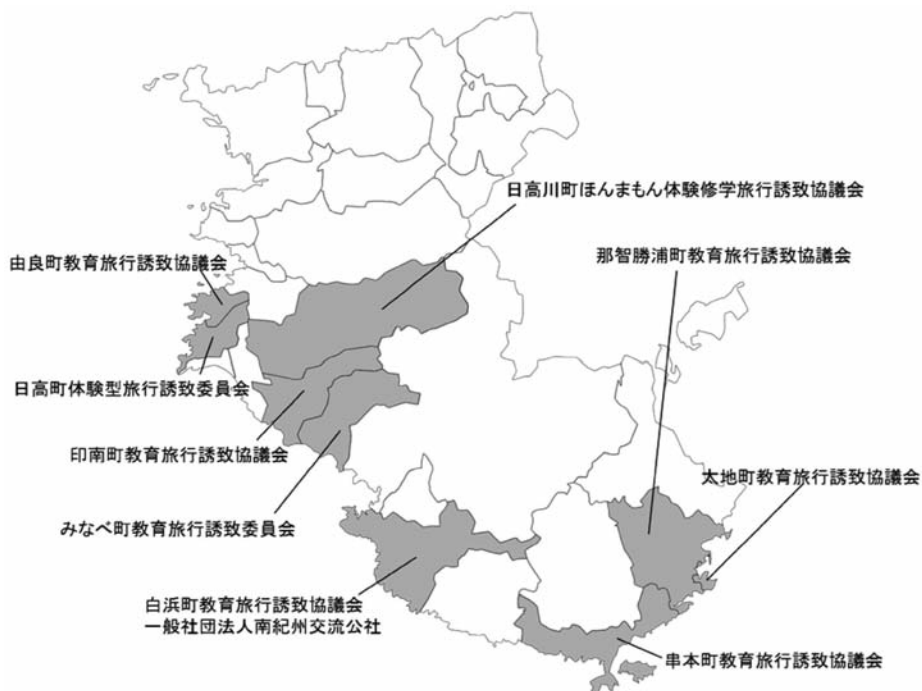 日高川町ほんまもん体験修学旅行誘致協議会
那智勝浦町教育旅行誘致協議会
由良町教育旅行誘致協議会
日高町体験型旅行誘致委員会
印南町教育旅行誘致協議会
太地町教育旅行誘致協議会
みなべ町教育旅行誘致委員会
白浜町教育旅行誘致協議会
一般社団法人南紀州交流公社
串本町教育旅行誘致協議会